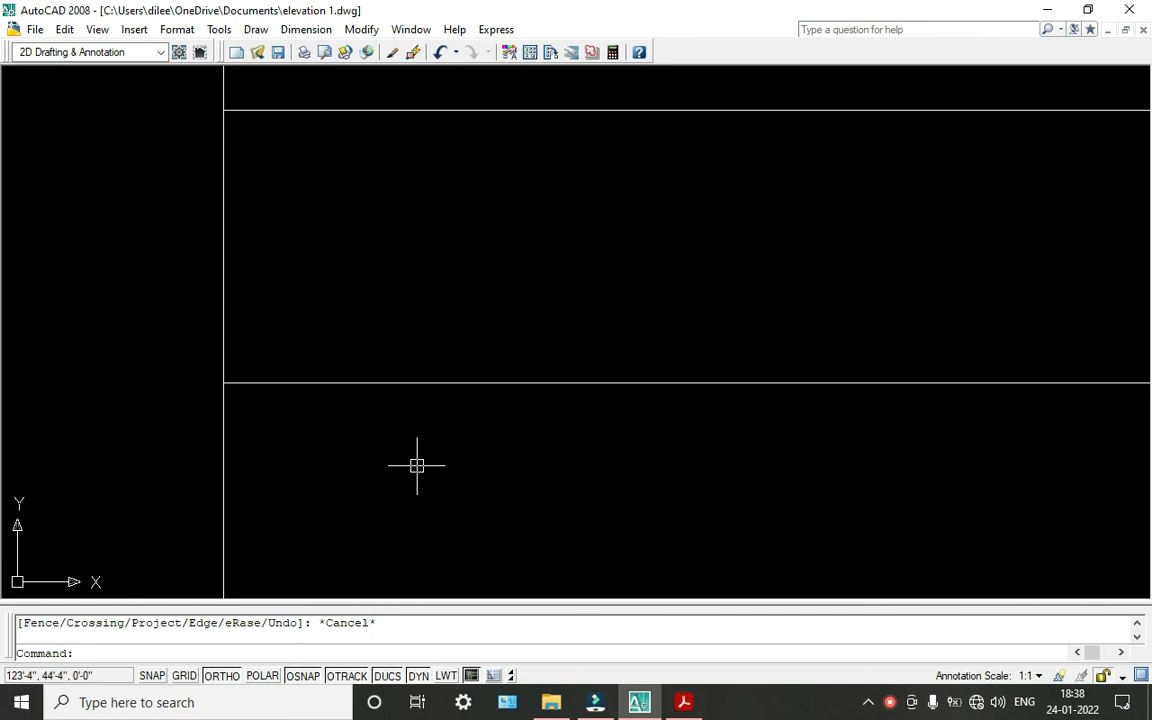 AutoCAD 2008 - [C:\Users\dilee\OneDrive\Documents\elevation 1.dwg]
File Edit View Insert Format Tools Draw Dimension Modify Window Help Express
Type a question for help
2D Drafting & Annotation
Y
X
[Fence/Crossing/Project/Edge/eRase/Undo]: *Cancel*
Command:
123'-4", 44'-4", 0'-0" SNAP GRID ORTHO POLAR OSNAP OTRACK DUCS DYN LWT Annotation Scale: 1:1
Type here to search
ENG
18:38
24-01-2022